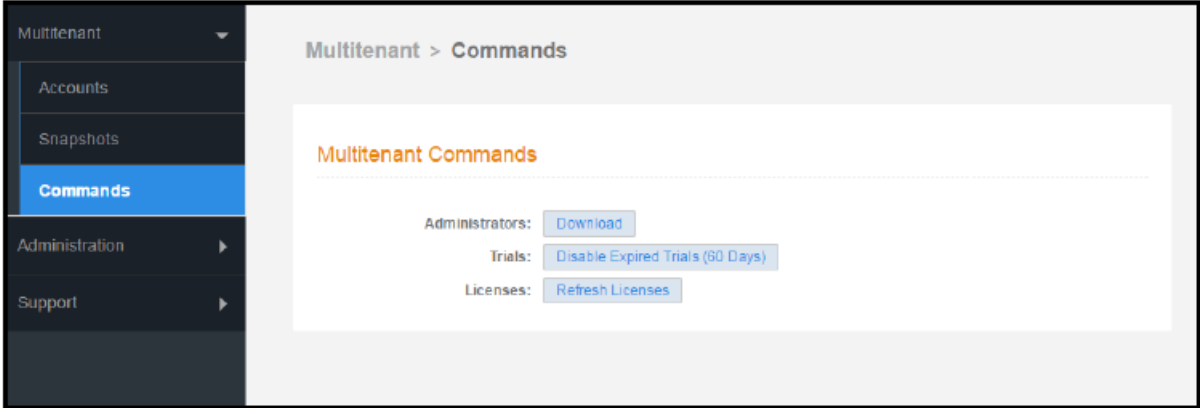 Multitenant
Accounts
Snapshots
Commands
Administration
Support
Multitenant > Commands
Multitenant Commands
Administrators: Download
Trials: Disable Expired Trials (60 Days)
Licenses: Refresh Licenses